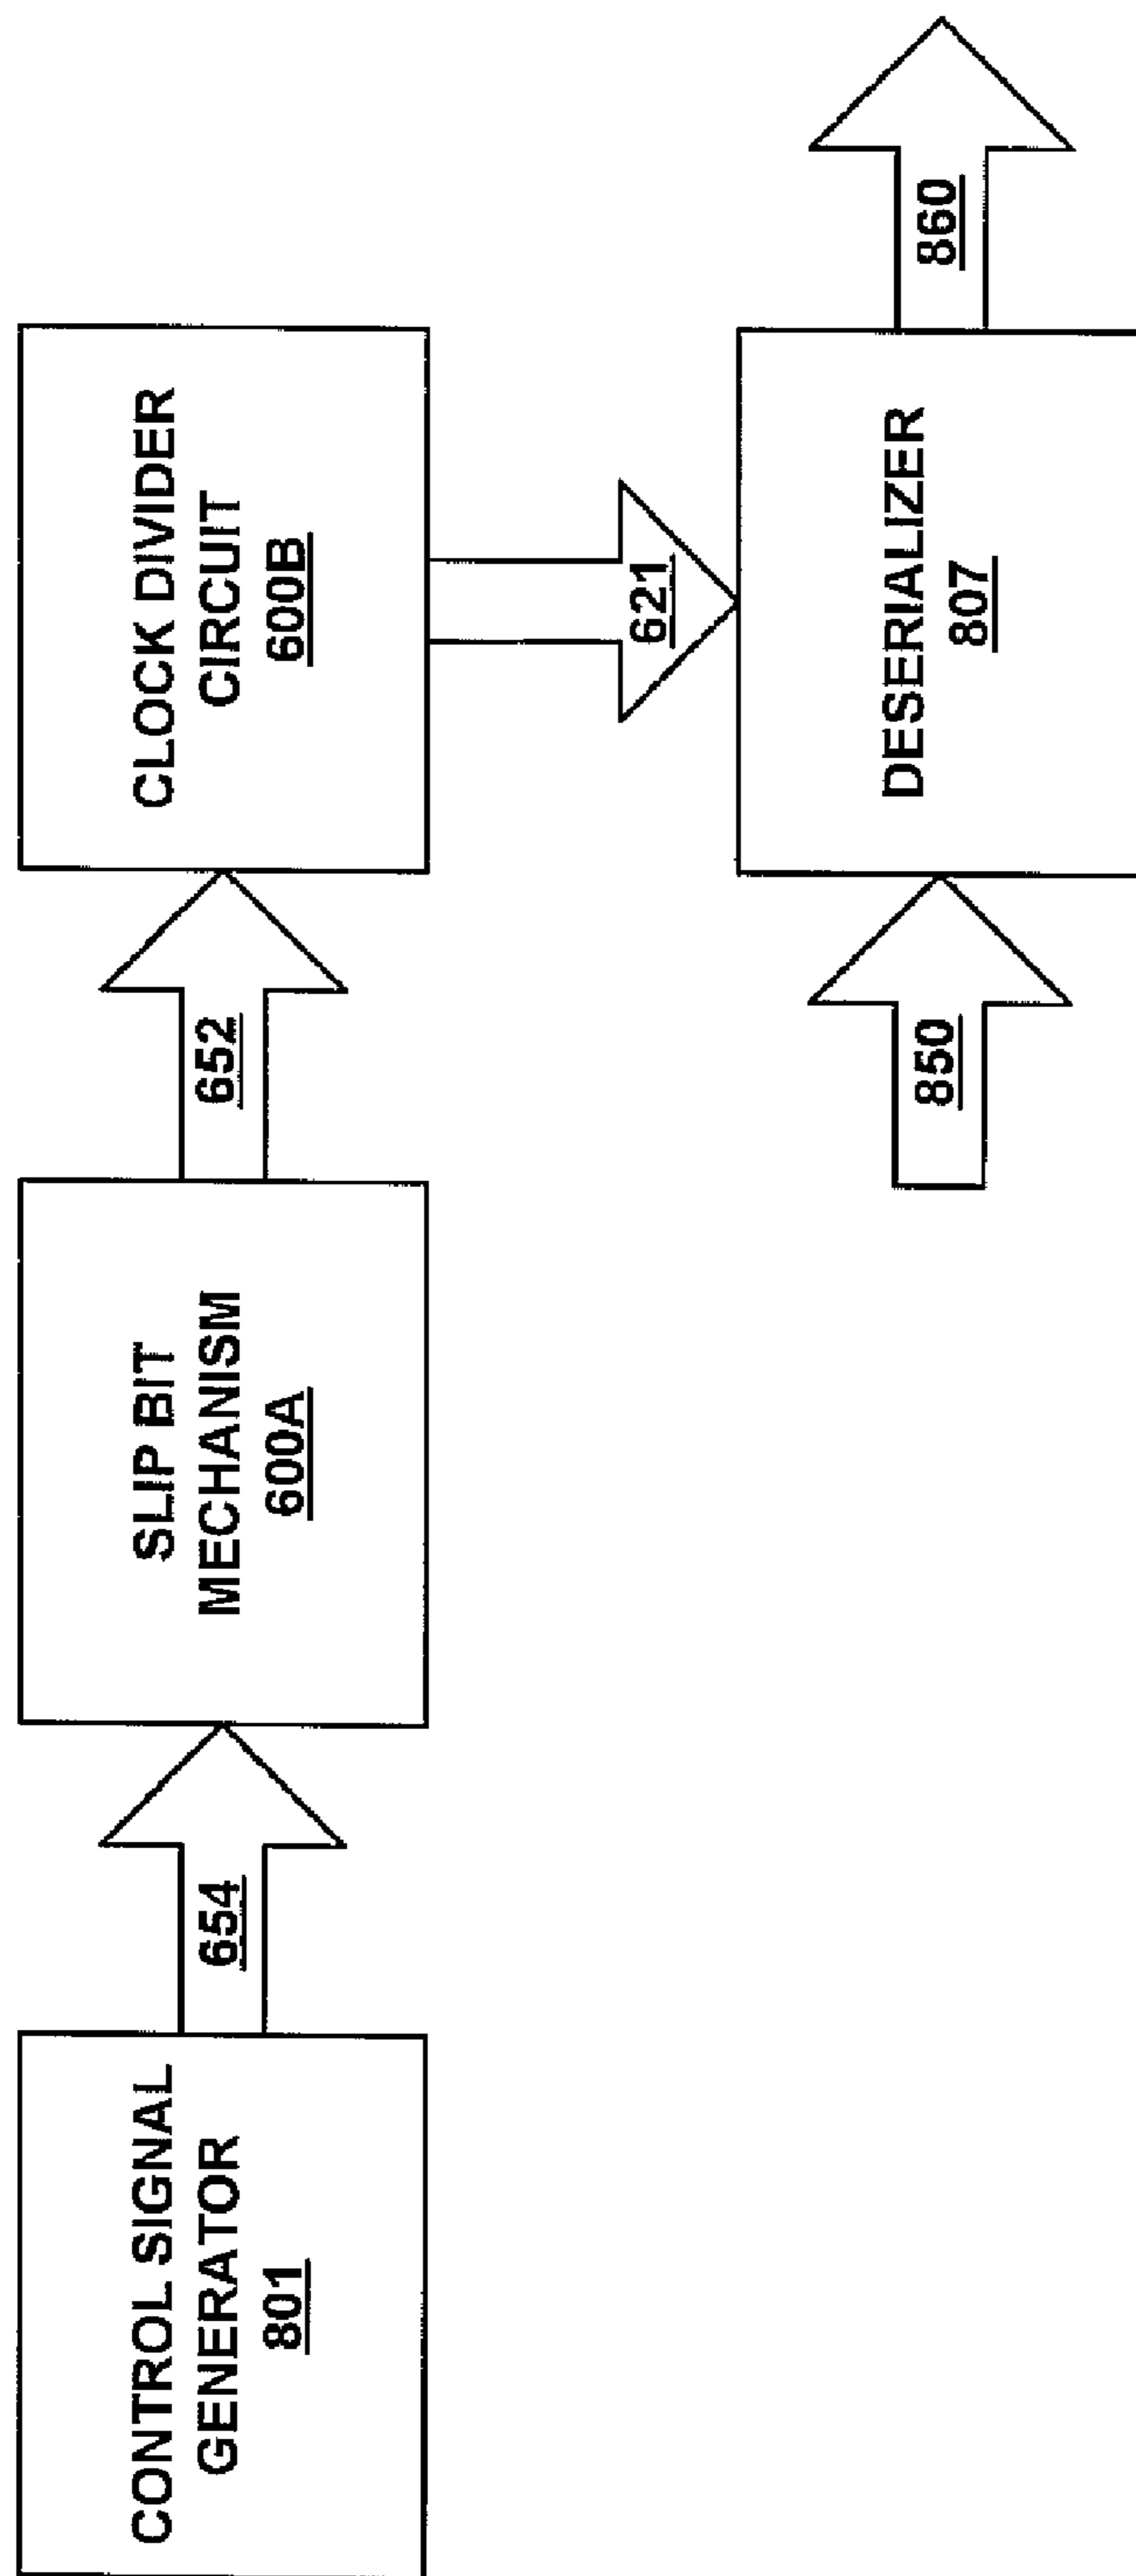 CONTROL SIGNAL
GENERATOR
801
654
SLIP BIT
MECHANISM
600A
652
CLOCK DIVIDER
CIRCUIT
600B
621
850
DESERIALIZER
807
860